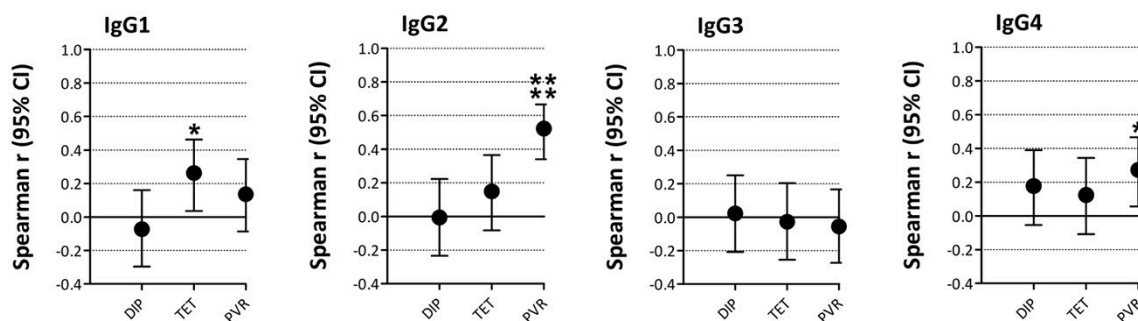 IgG1
Spearman r (95% CI)
1.0
0.8
0.6
0.4
0.2
0.0
-0.2
-0.4
*
DIP
TET
PVR
IgG2
Spearman r (95% CI)
1.0
0.8
0.6
0.4
0.2
0.0
-0.2
-0.4
**
**
DIP
TET
PVR
IgG3
Spearman r (95% CI)
1.0
0.8
0.6
0.4
0.2
0.0
-0.2
-0.4
DIP
TET
PVR
IgG4
Spearman r (95% CI)
1.0
0.8
0.6
0.4
0.2
0.0
-0.2
-0.4
*
DIP
TET
PVR